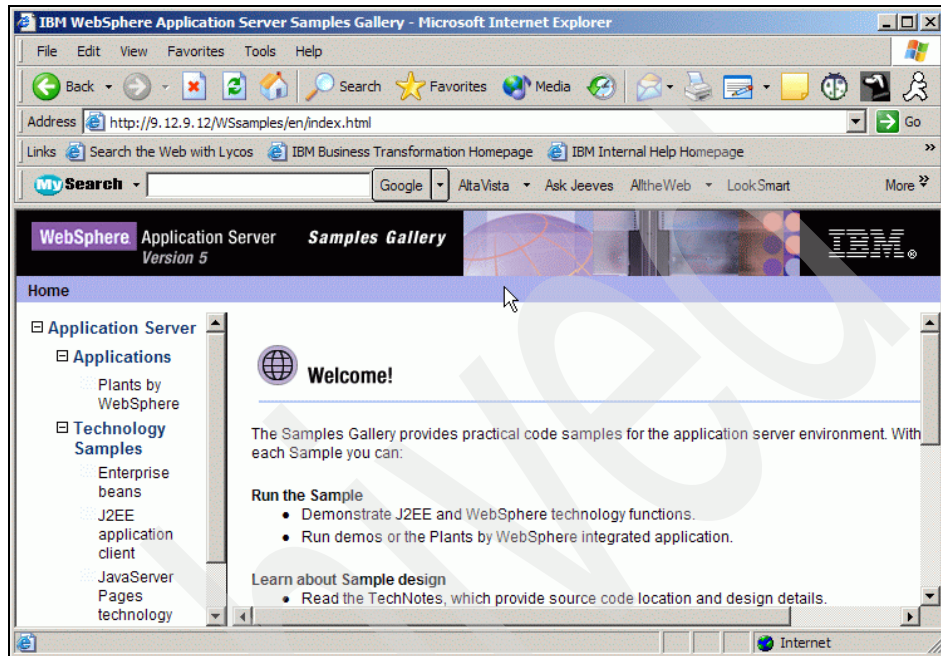 IBM WebSphere Application Server Samples Gallery - Microsoft Internet Explorer
File Edit View Favorites Tools Help
Back Search Favorites Media
Address http://9.12.9.12/WSsamples/en/index.html Go
Links Search the Web with Lycos IBM Business Transformation Homepage IBM Internal Help Homepage »
My Search Google AltaVista Ask Jeeves AlltheWeb LookSmart More »
WebSphere Application Server Samples Gallery IBM®
Version 5
Home
Application Server
Applications
Plants by
WebSphere
Technology
Samples
Enterprise
beans
J2EE
application
client
JavaServer
Pages
technology
Welcome!
The Samples Gallery provides practical code samples for the application server environment. With
each Sample you can:
Run the Sample
• Demonstrate J2EE and WebSphere technology functions.
• Run demos or the Plants by WebSphere integrated application.
Learn about Sample design
• Read the TechNotes, which provide source code location and design details.
Internet